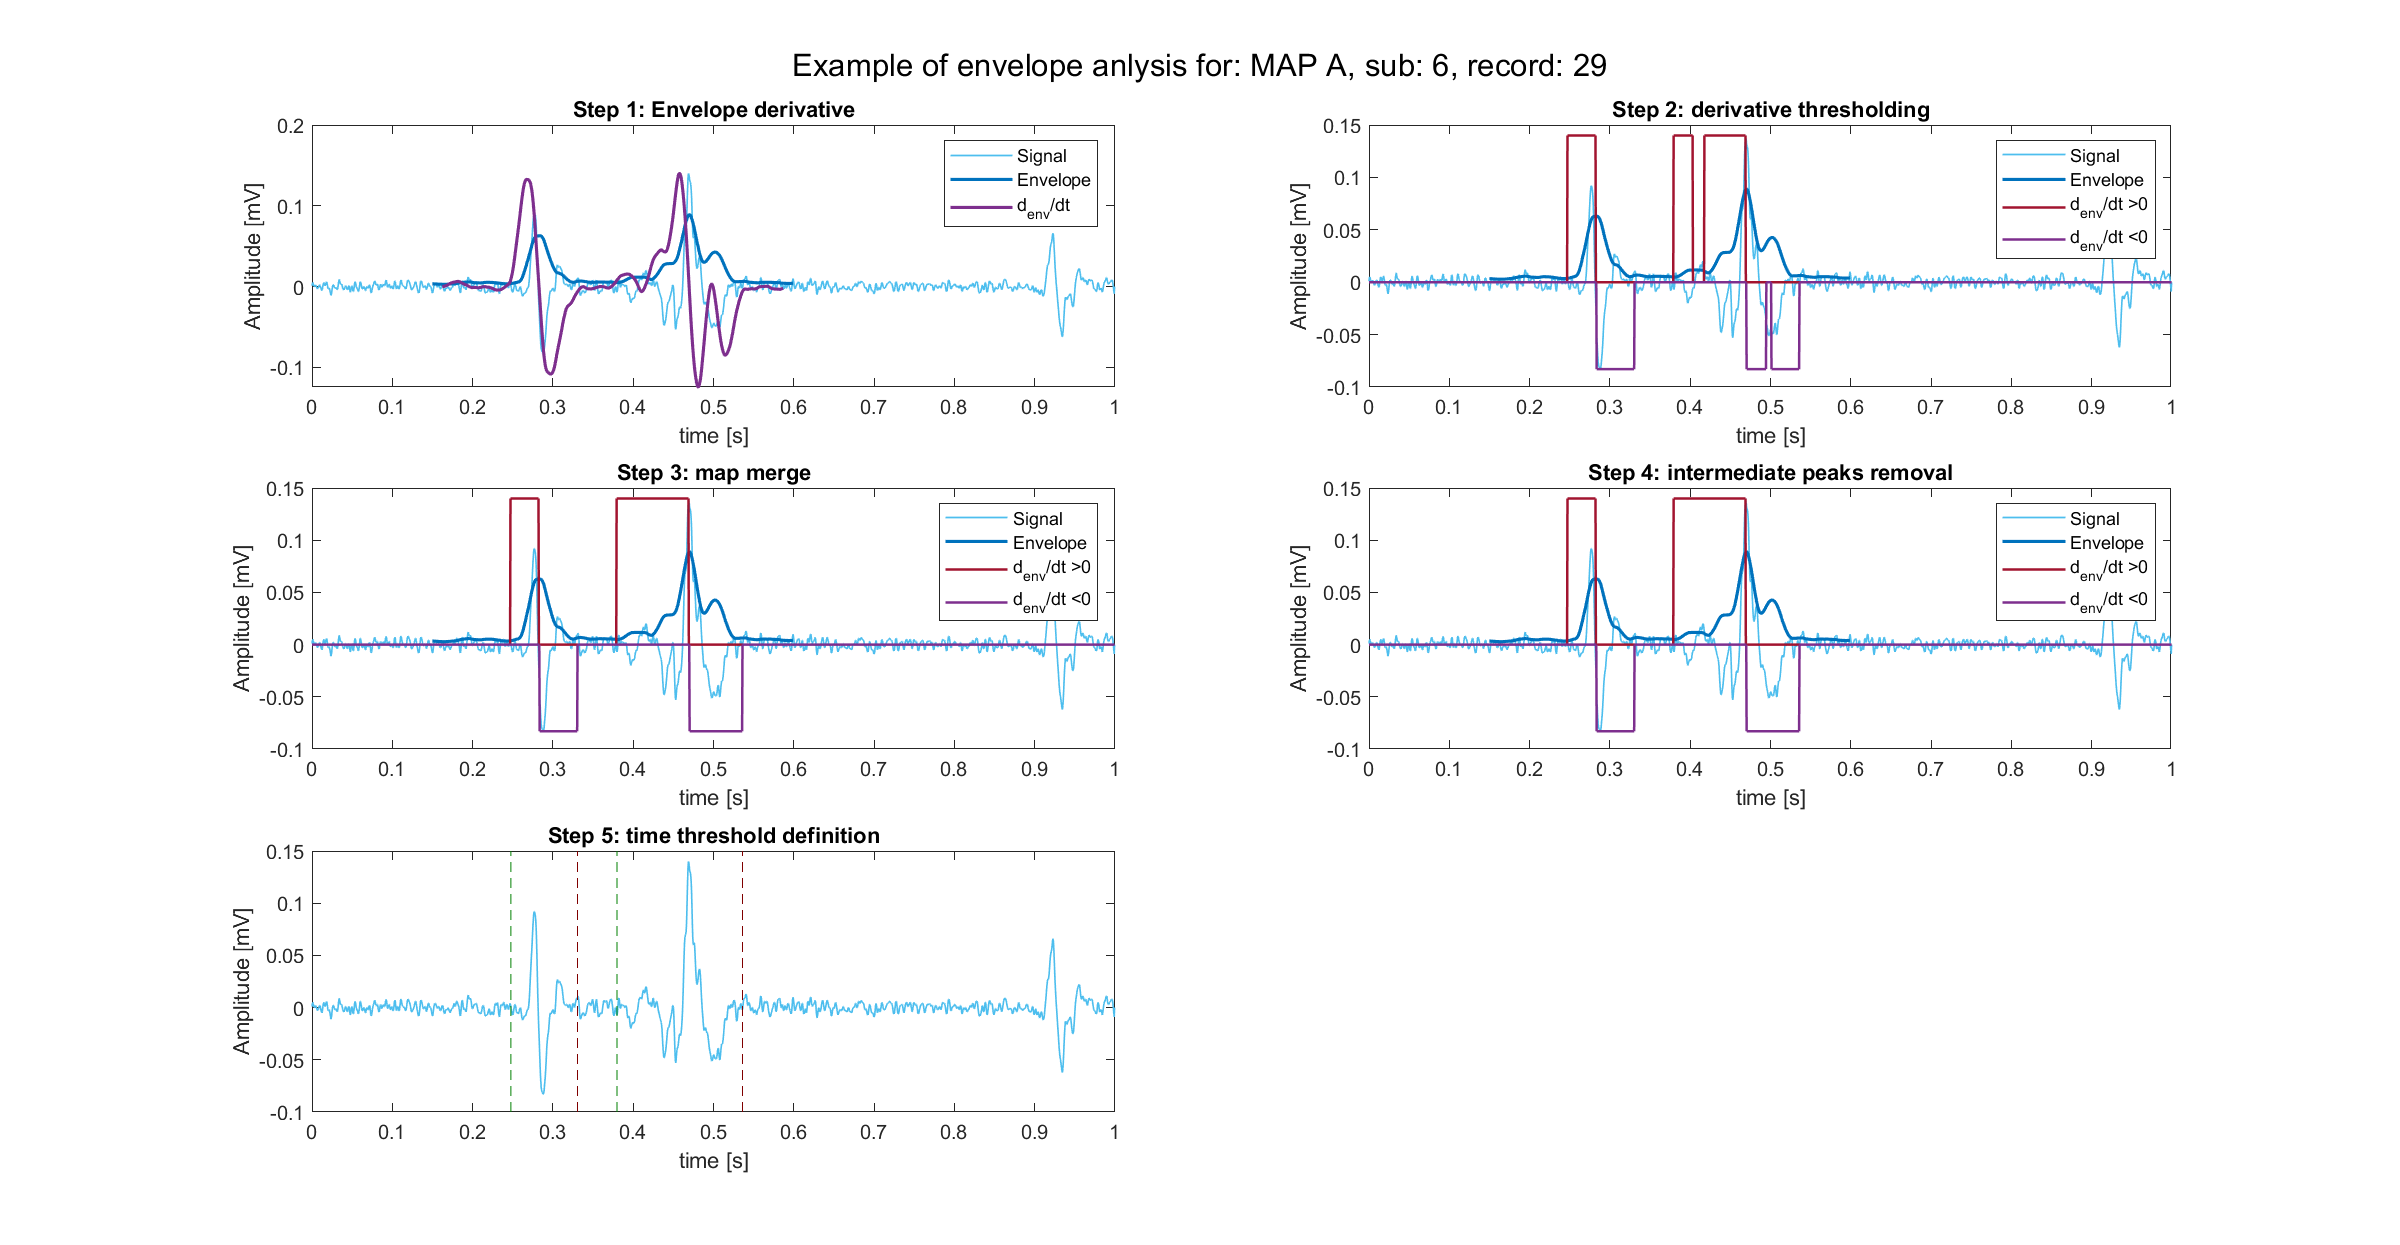 Example of envelope anlysis for: MAP A, sub: 6, record: 29
Step 1: Envelope derivative
0.2
0.1
0
-0.1
Amplitude [mV]
Signal
Envelope
d_env/dt
0 0.1 0.2 0.3 0.4 0.5 0.6 0.7 0.8 0.9 1
time [s]
Step 2: derivative thresholding
0.15
0.1
0.05
0
-0.05
-0.1
Amplitude [mV]
Signal
Envelope
d_env/dt >0
d_env/dt <0
0 0.1 0.2 0.3 0.4 0.5 0.6 0.7 0.8 0.9 1
time [s]
Step 3: map merge
0.15
0.1
0.05
0
-0.05
-0.1
Amplitude [mV]
Signal
Envelope
d_env/dt >0
d_env/dt <0
0 0.1 0.2 0.3 0.4 0.5 0.6 0.7 0.8 0.9 1
time [s]
Step 4: intermediate peaks removal
0.15
0.1
0.05
0
-0.05
-0.1
Amplitude [mV]
Signal
Envelope
d_env/dt >0
d_env/dt <0
0 0.1 0.2 0.3 0.4 0.5 0.6 0.7 0.8 0.9 1
time [s]
Step 5: time threshold definition
0.15
0.1
0.05
0
-0.05
-0.1
Amplitude [mV]
0 0.1 0.2 0.3 0.4 0.5 0.6 0.7 0.8 0.9 1
time [s]